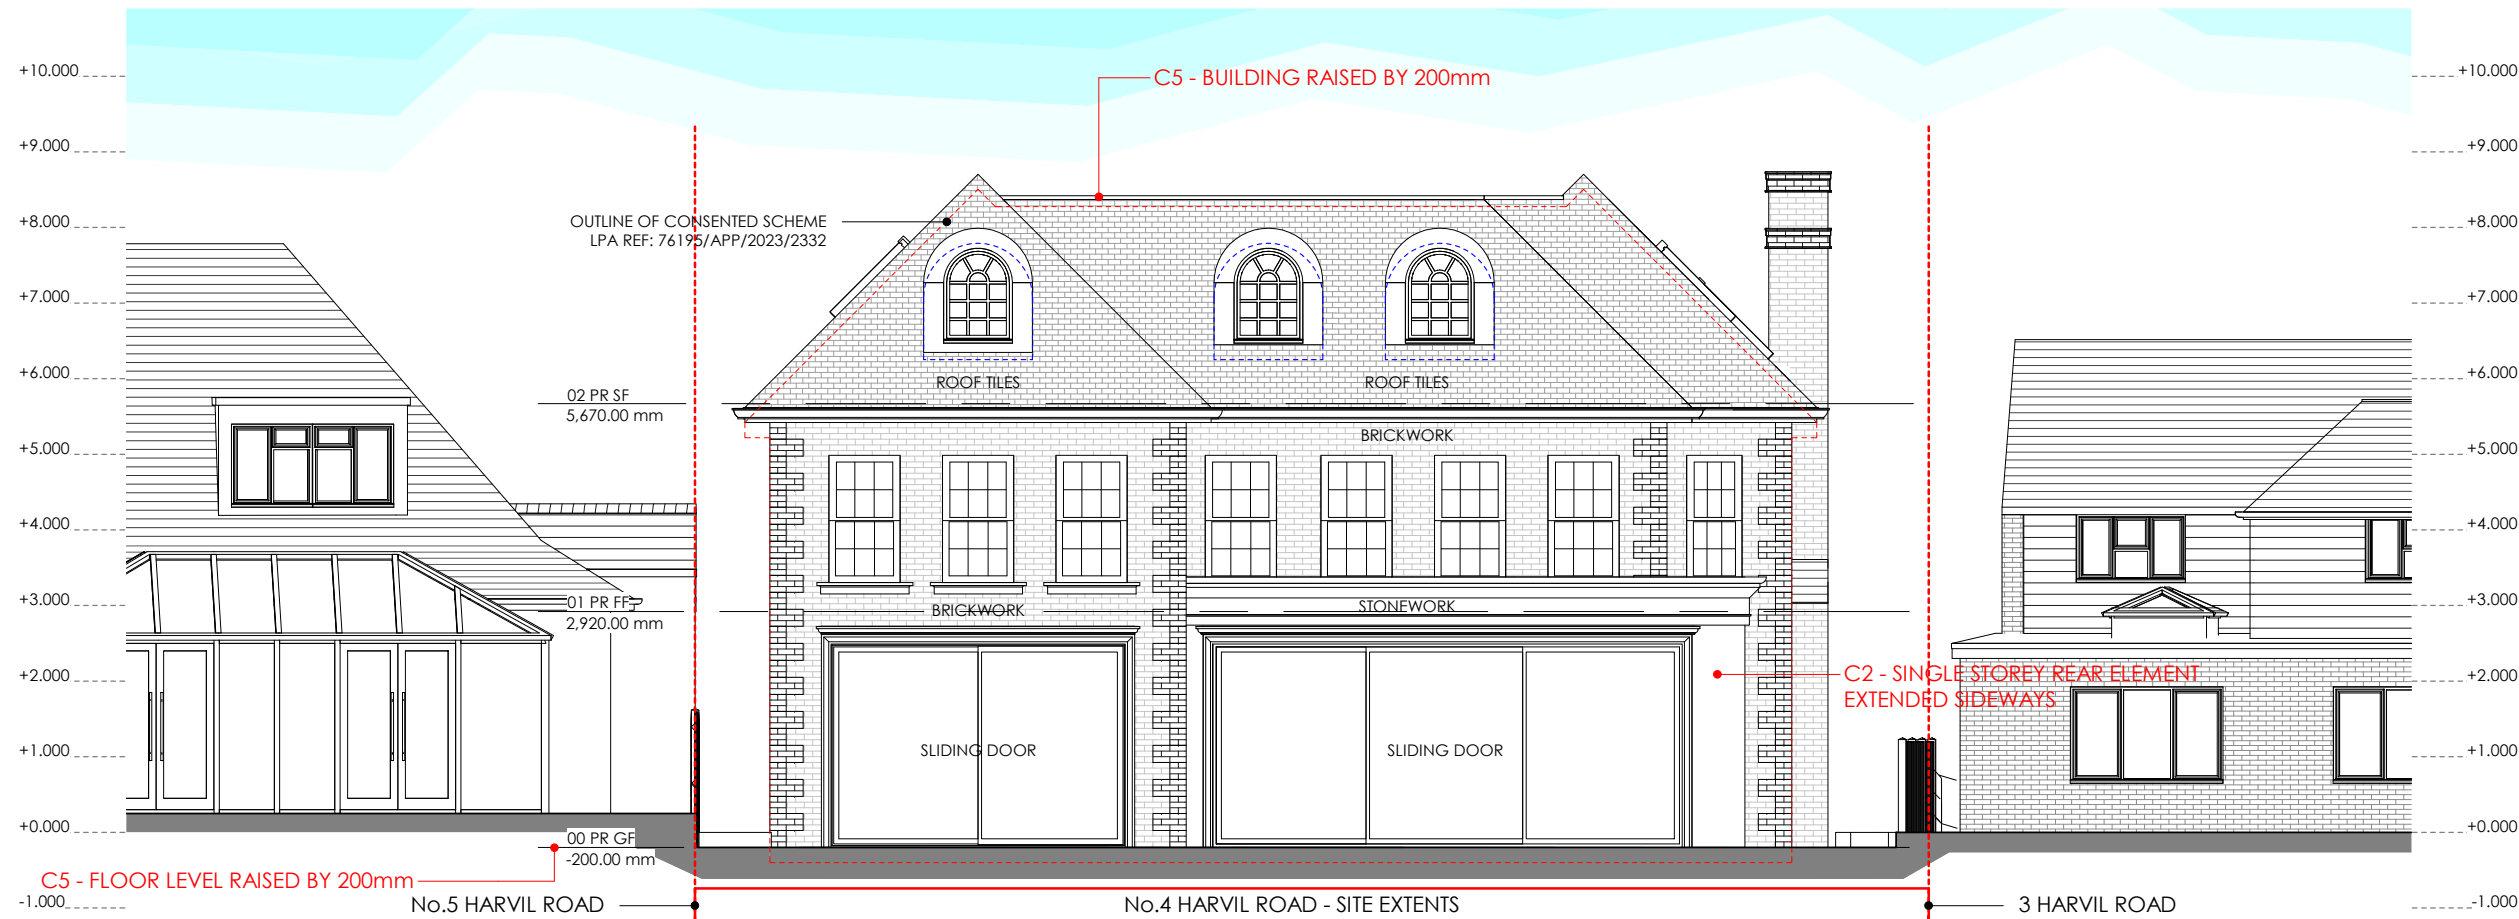 C5 - BUILDING RAISED BY 200mm
+10.000
+10.000
+9.000
+9.000
OUTLINE OF CONSENTED SCHEME
LPA REF: 76195/APP/2023/2332
+8.000
+8.000
+7.000
+7.000
+6.000
+6.000
ROOF TILES
ROOF TILES
02 PR SF
5,670.00 mm
BRICKWORK
+5.000
+5.000
+4.000
+4.000
+3.000
+3.000
01 PR FF
2,920.00 mm
BRICKWORK
STONEWORK
C2 - SINGLE STOREY REAR ELEMENT
EXTENDED SIDEWAYS
+2.000
+2.000
+1.000
+1.000
SLIDING DOOR
SLIDING DOOR
+0.000
+0.000
00 PR GF
-200.00 mm
C5 - FLOOR LEVEL RAISED BY 200mm
-1.000
-1.000
No.5 HARVIL ROAD
No.4 HARVIL ROAD - SITE EXTENTS
3 HARVIL ROAD